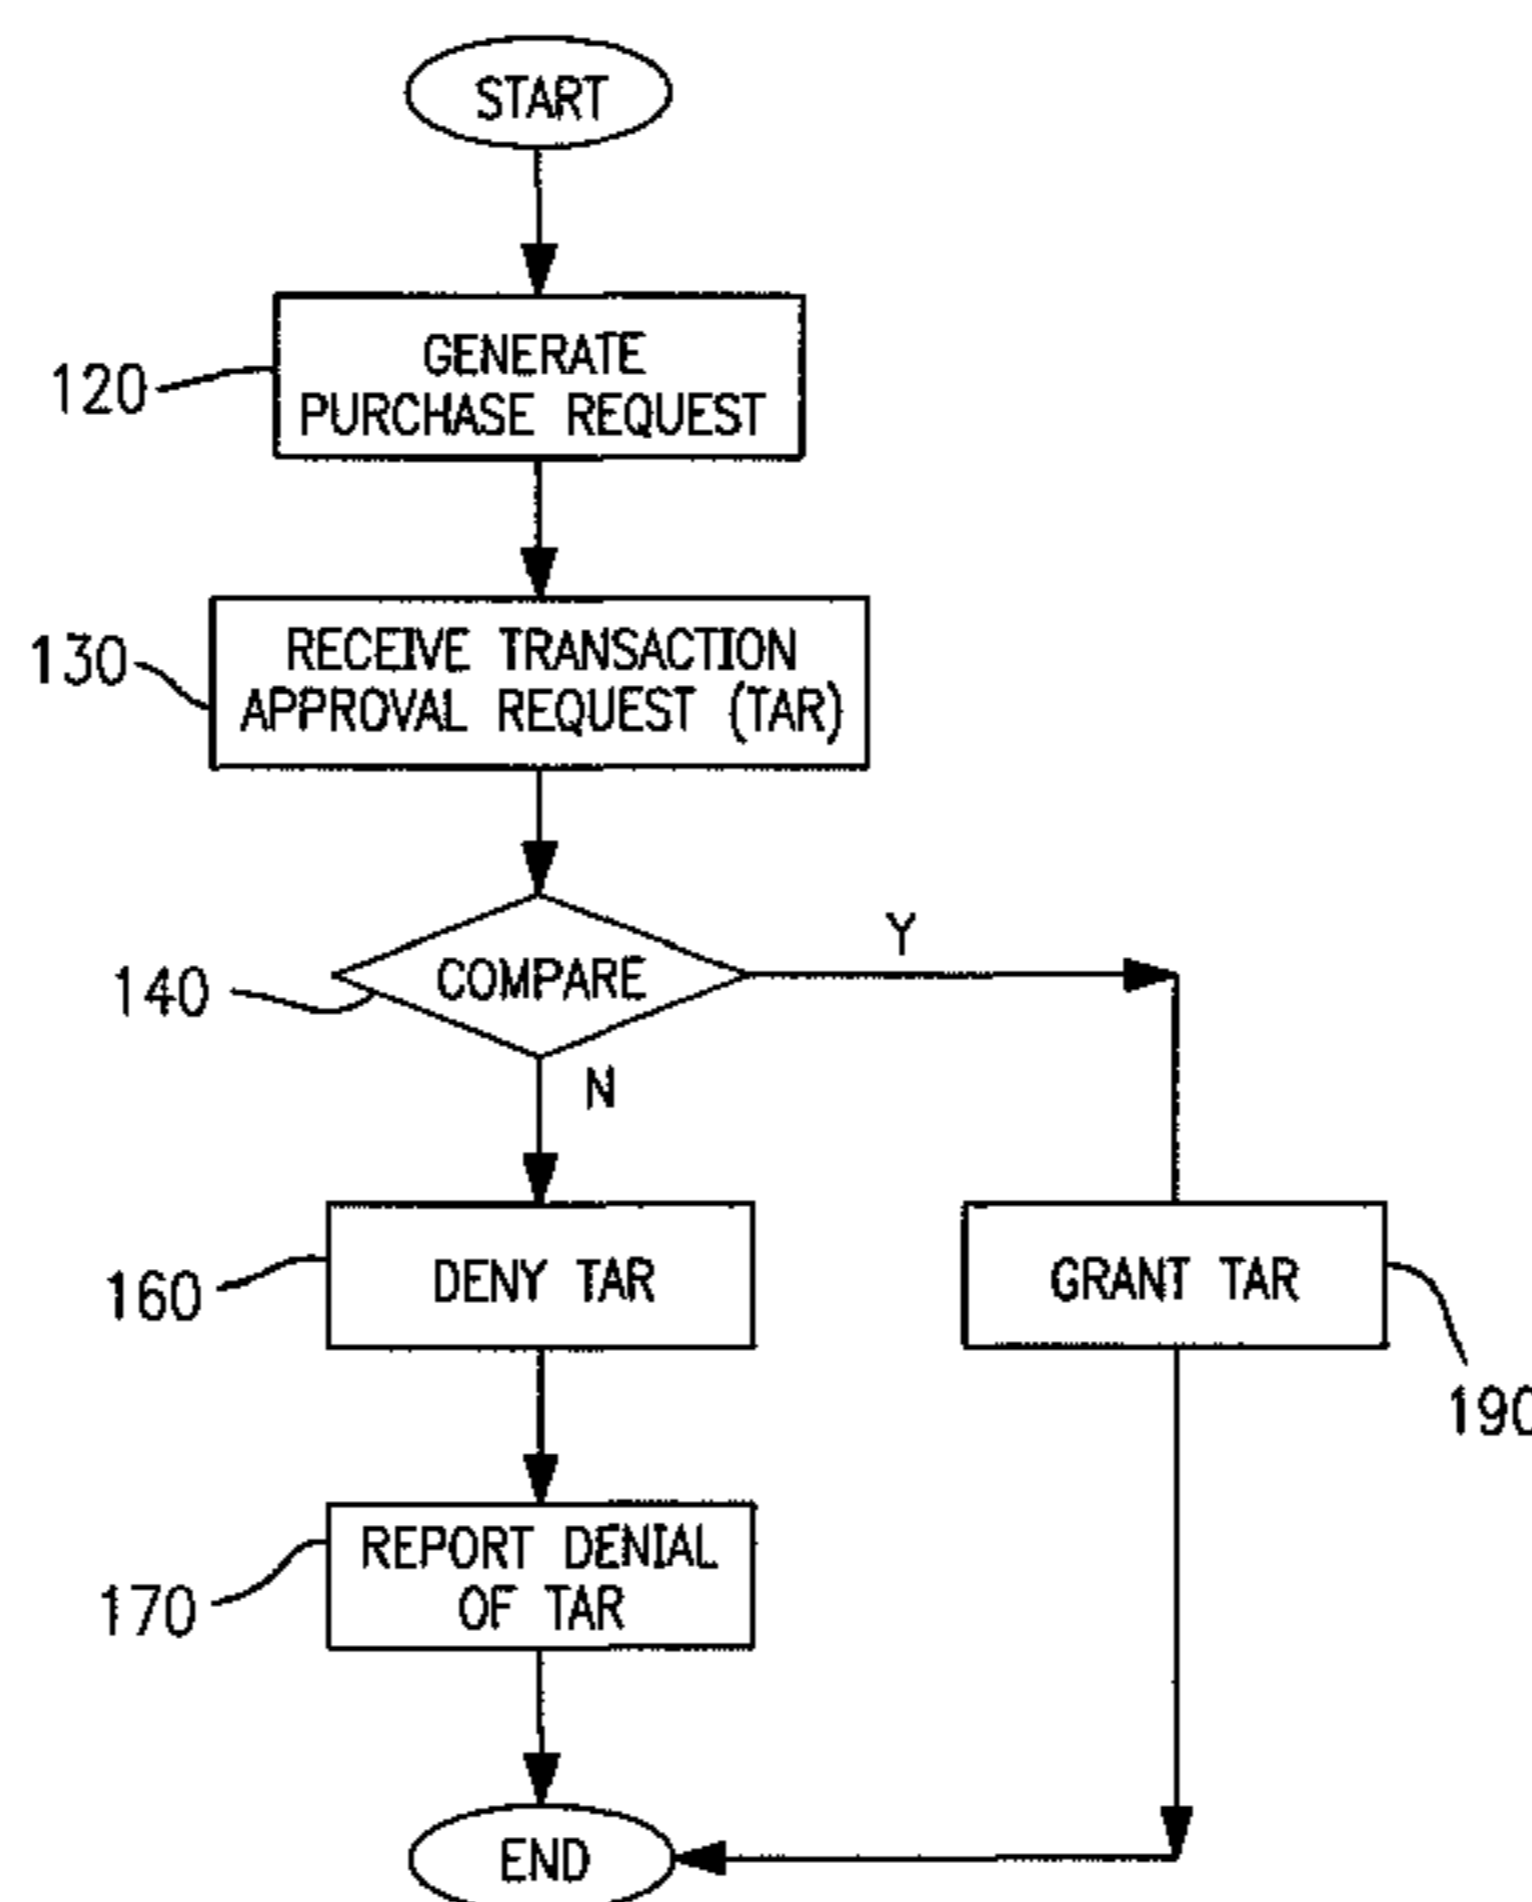 START
120
GENERATE
PURCHASE REQUEST
130
RECEIVE TRANSACTION
APPROVAL REQUEST (TAR)
140
COMPARE
Y
N
160
DENY TAR
GRANT TAR
190
170
REPORT DENIAL
OF TAR
END